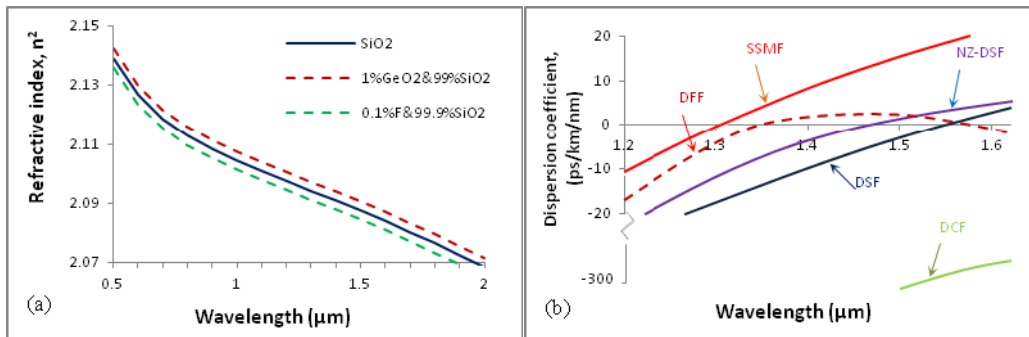 2.15
2.13
2.11
2.09
2.07
Refractive index, n²
SiO2
1%GeO2&99%SiO2
0.1%F&99.9%SiO2
0.5
1
1.5
2
(a)
Wavelength (µm)
20
10
0
-10
-20
-300
Dispersion coefficient,
(ps/km/nm)
SSMF
NZ-DSF
DFF
1.2
1.3
1.4
1.5
1.6
DSF
DCF
(b)
Wavelength (µm)